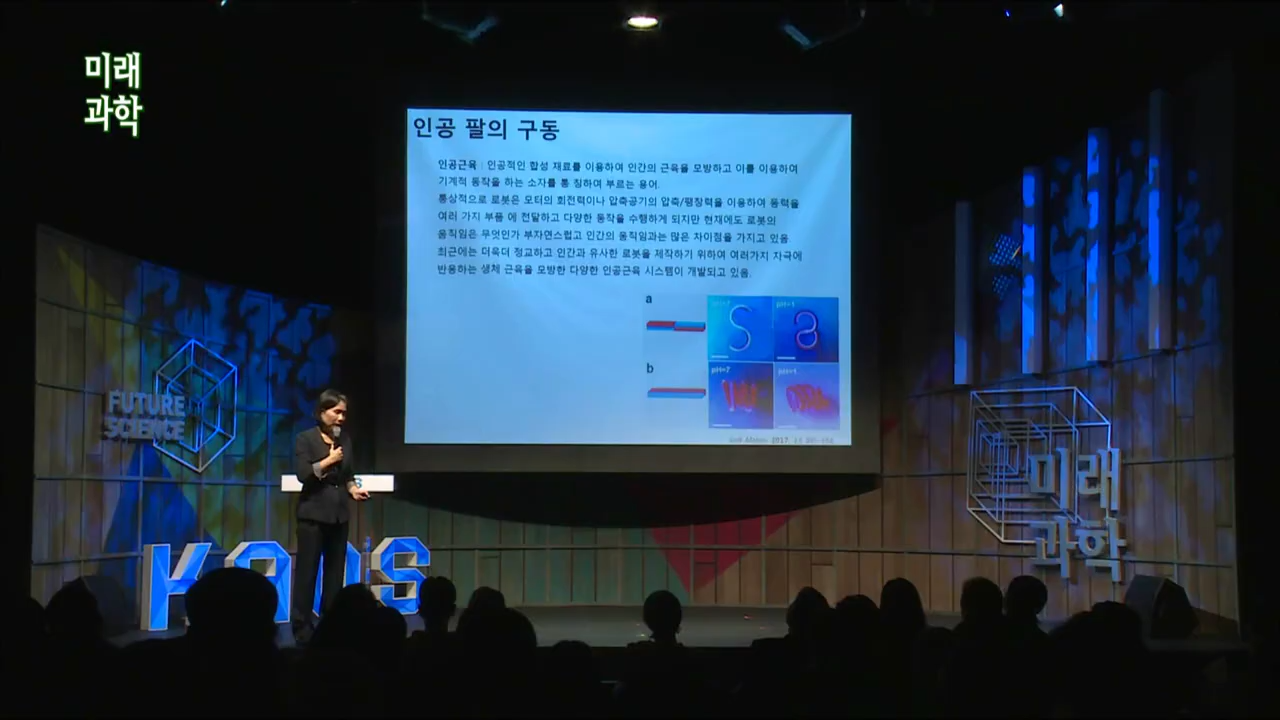 미래
과학
인공 팔의 구동
인공근육 : 인공적인 합성 재료를 이용하여 인간의 근육을 모방하고 이를 이용하여
기계적 동작을 하는 소자를 통 칭하여 부르는 용어.
통상적으로 로봇은 모터의 회전력이나 압축공기의 압축/팽창력을 이용하여 동력을
여러 가지 부품 에 전달하고 다양한 동작을 수행하게 되지만 현재에도 로봇의
움직임은 무엇인가 부자연스럽고 인간의 움직임과는 많은 차이점을 가지고 있음.
최근에는 더욱더 정교하고 인간과 유사한 로봇을 제작하기 위하여 여러가지 자극에
반응하는 생체 근육을 모방한 다양한 인공근육 시스템이 개발되고 있음.
a
pH=7
pH=1
b
pH=7
pH=1
2017
FUTURE
SCIENCE
KAOS
미래
과학